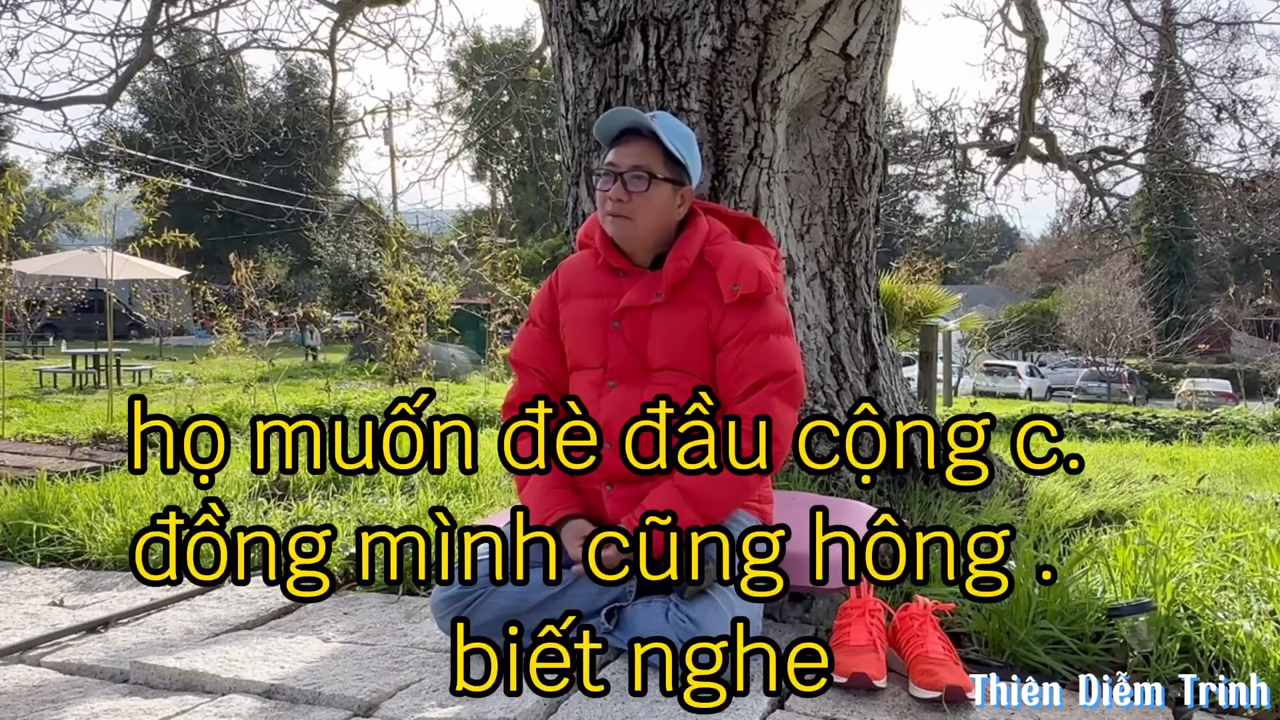 họ muốn đè đầu cộng c.
đồng mình cũng hông .
biết nghe
Thiên Diễm Trinh